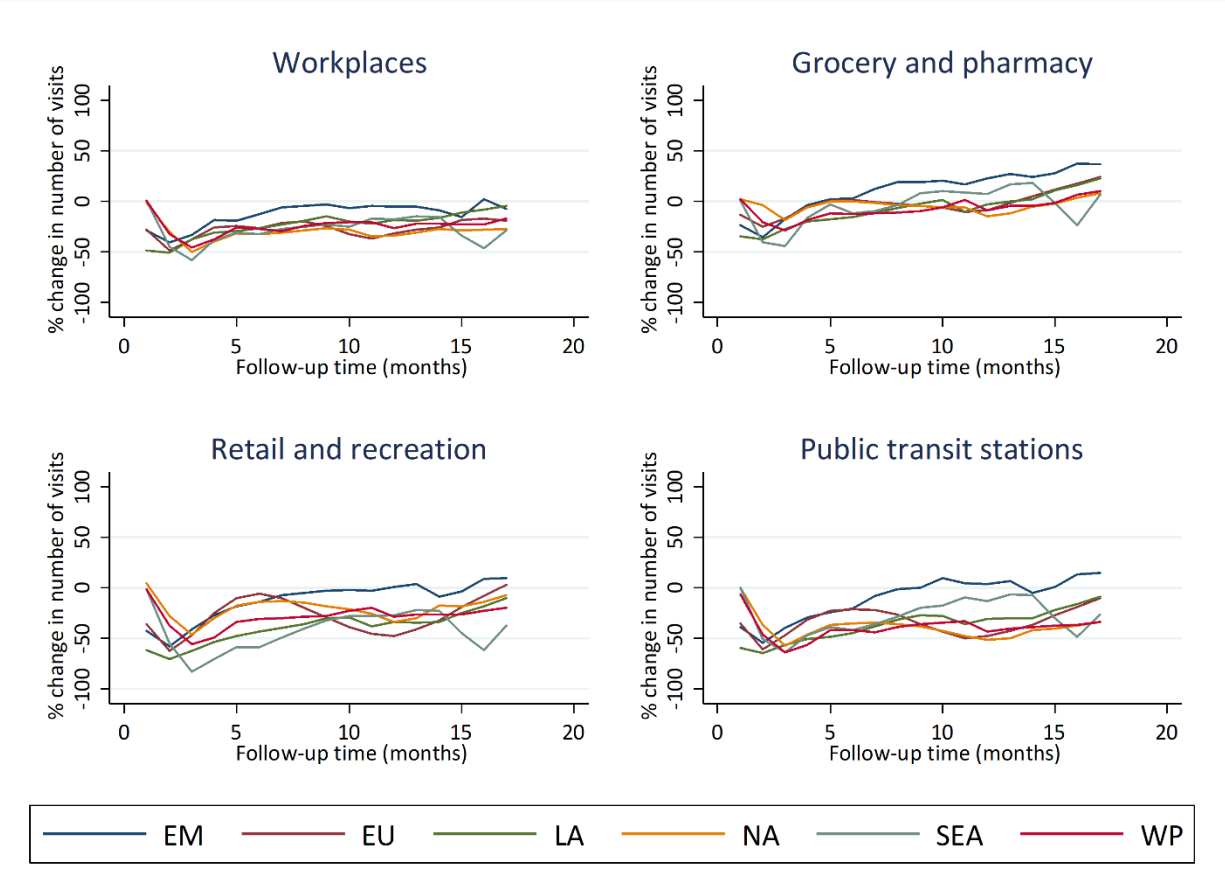 Workplaces
% change in number of visits
100
50
0
-50
-100
0 5 10 15 20
Follow-up time (months)
Grocery and pharmacy
% change in number of visits
100
50
0
-50
-100
0 5 10 15 20
Follow-up time (months)
Retail and recreation
% change in number of visits
100
50
0
-50
-100
0 5 10 15 20
Follow-up time (months)
Public transit stations
% change in number of visits
100
50
0
-50
-100
0 5 10 15 20
Follow-up time (months)
EM EU LA NA SEA WP